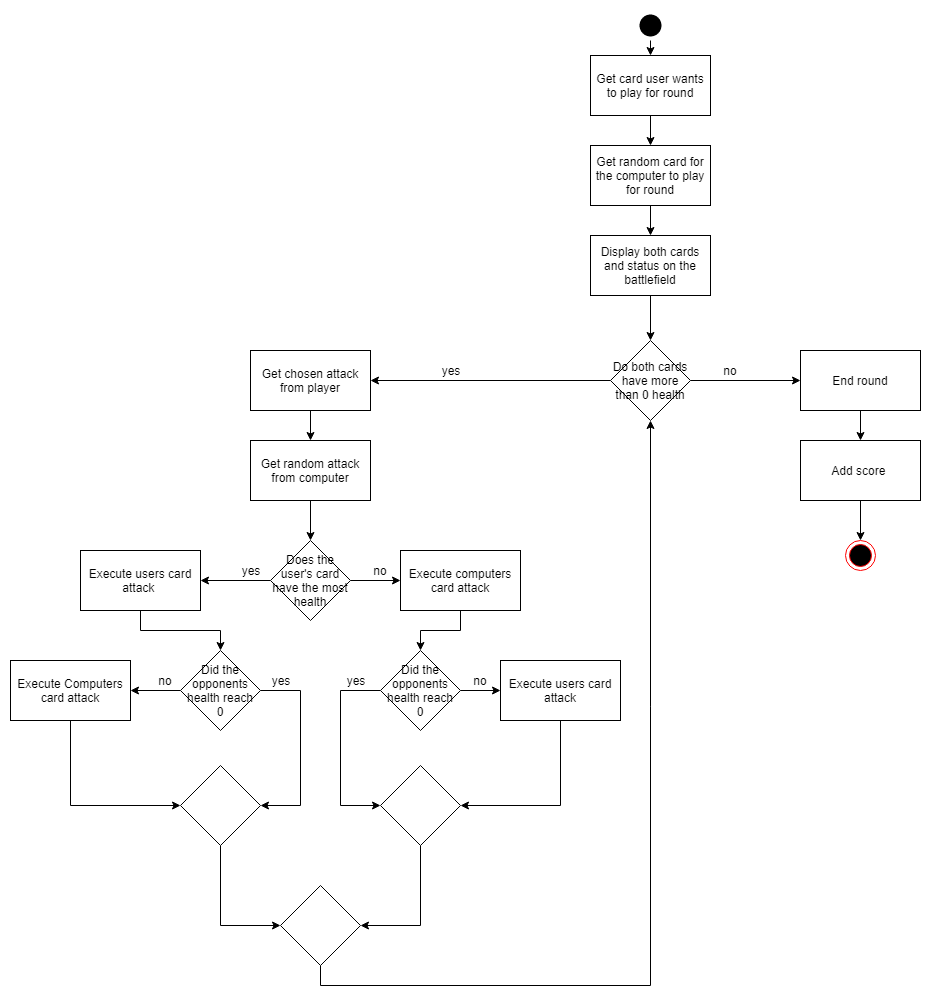 Get card user wants
to play for round
Get random card for
the computer to play
for round
Display both cards
and status on the
battlefield
Do both cards
have more
than 0 health
yes
no
Get chosen attack
from player
End round
Get random attack
from computer
Add score
Does the
user's card
have the most
health
yes
no
Execute users card
attack
Execute computers
card attack
Did the
opponents
health reach
0
no
yes
Execute Computers
card attack
Did the
opponents
health reach
0
yes
no
Execute users card
attack